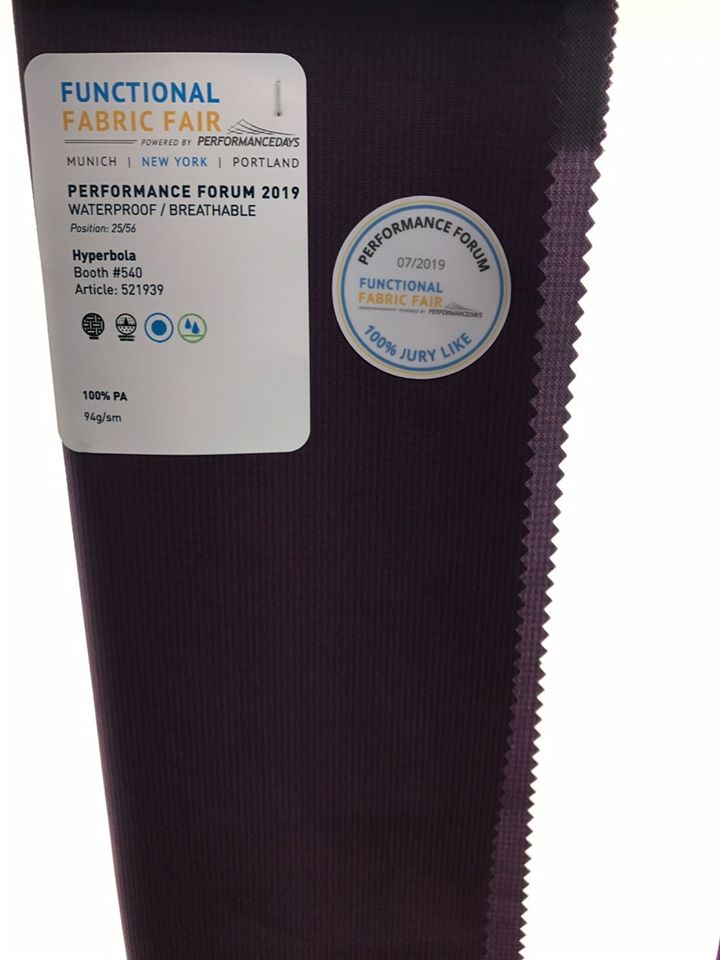 FUNCTIONAL
FABRIC FAIR
POWERED BY PERFORMANCEDAYS
MUNICH | NEW YORK | PORTLAND
PERFORMANCE FORUM 2019
WATERPROOF / BREATHABLE
Position: 25/56
Hyperbola
Booth #540
Article: 521939
100% PA
94g/sm
PERFORMANCE FORUM
07/2019
FUNCTIONAL
FABRIC FAIR
POWERED BY PERFORMANCEDAYS
100% JURY LIKE